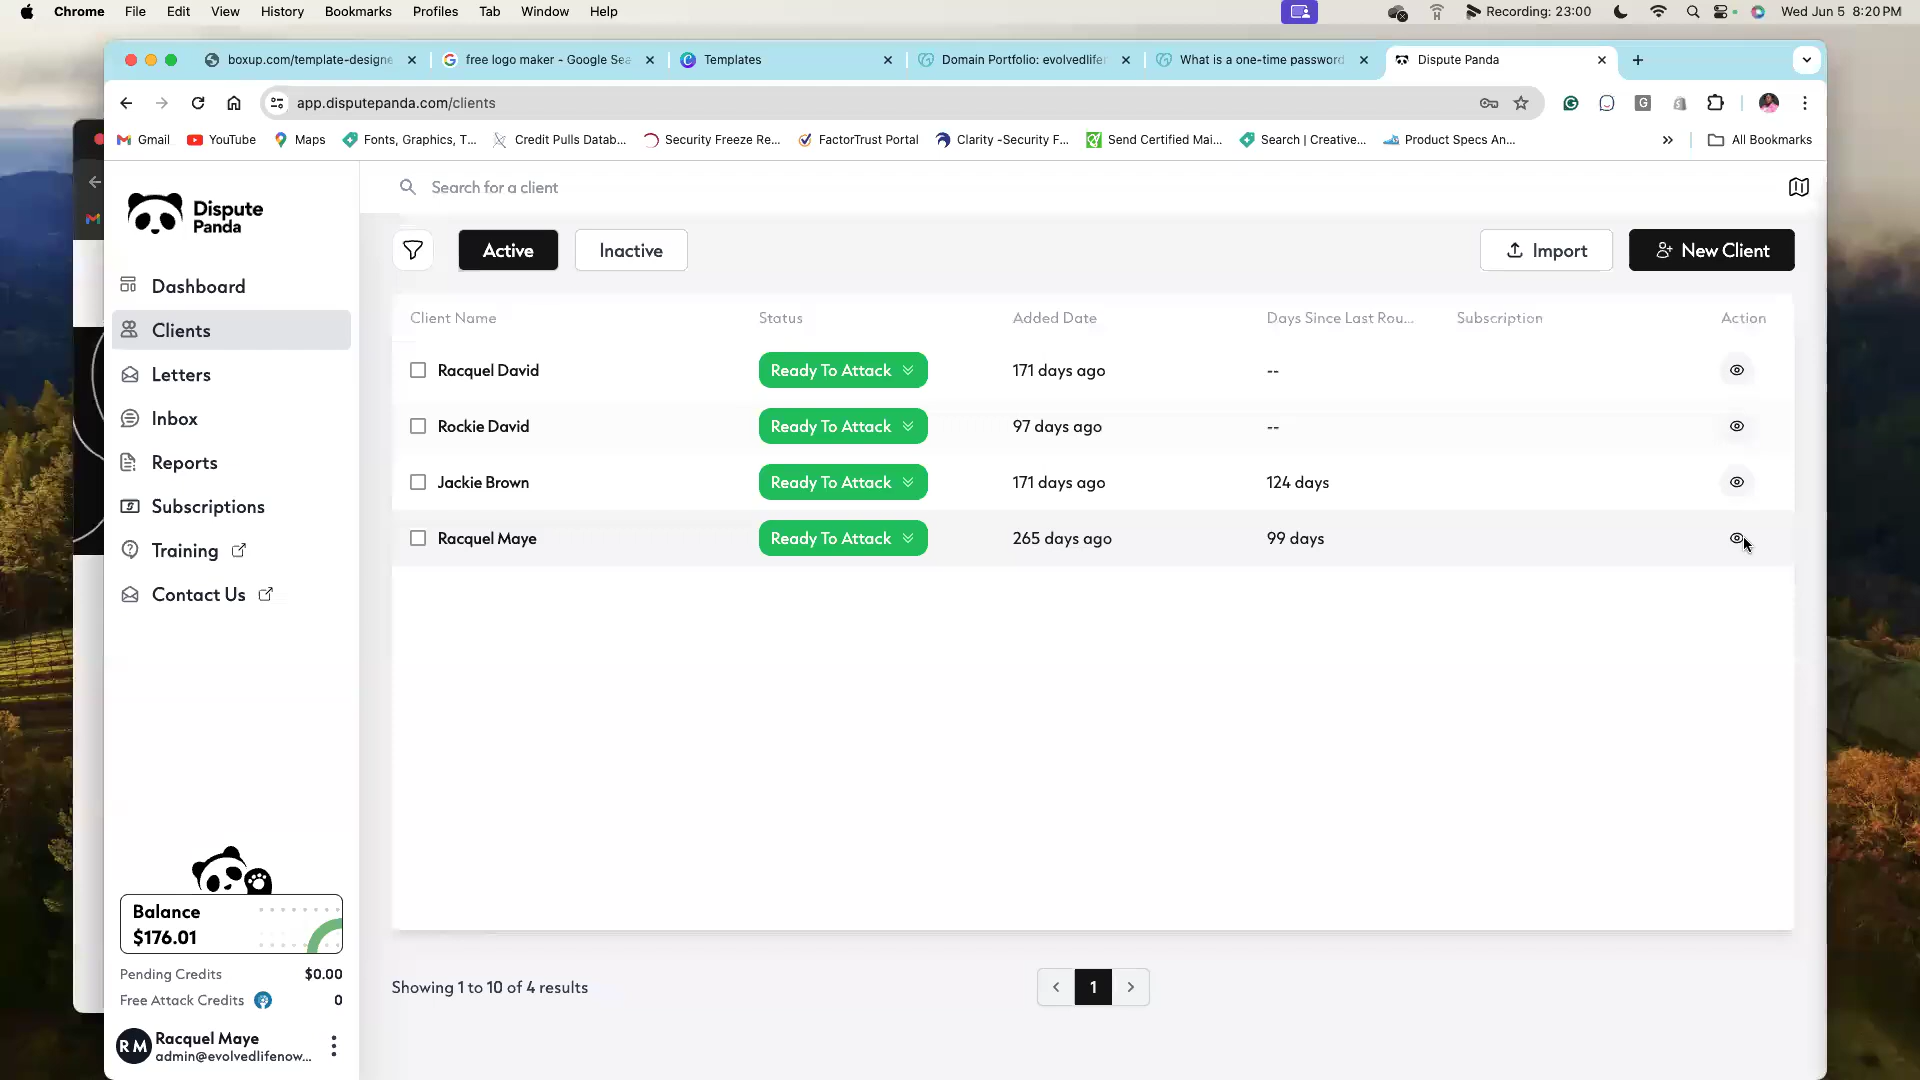 Chrome File Edit View History Bookmarks Profiles Tab Window Help Recording: 23:00 Wed Jun 5 8:20 PM
boxup.com/template-designe free logo maker - Google Sea Templates Domain Portfolio: evolvedlife What is a one-time password Dispute Panda
app.disputepanda.com/clients
Gmail YouTube Maps Fonts, Graphics, T... Credit Pulls Datab... Security Freeze Re... FactorTrust Portal Clarity -Security F... Send Certified Mai... Search | Creative... Product Specs An... » All Bookmarks
Dispute
Panda
Search for a client
Active Inactive Import New Client
Dashboard
Clients
Letters
Inbox
Reports
Subscriptions
Training
Contact Us
Client Name Status Added Date Days Since Last Rou... Subscription Action
Racquel David Ready To Attack 171 days ago --
Rockie David Ready To Attack 97 days ago --
Jackie Brown Ready To Attack 171 days ago 124 days
Racquel Maye Ready To Attack 265 days ago 99 days
Balance
$176.01
Pending Credits $0.00
Free Attack Credits 0
RM Racquel Maye
admin@evolvedlifenow...
Showing 1 to 10 of 4 results
1